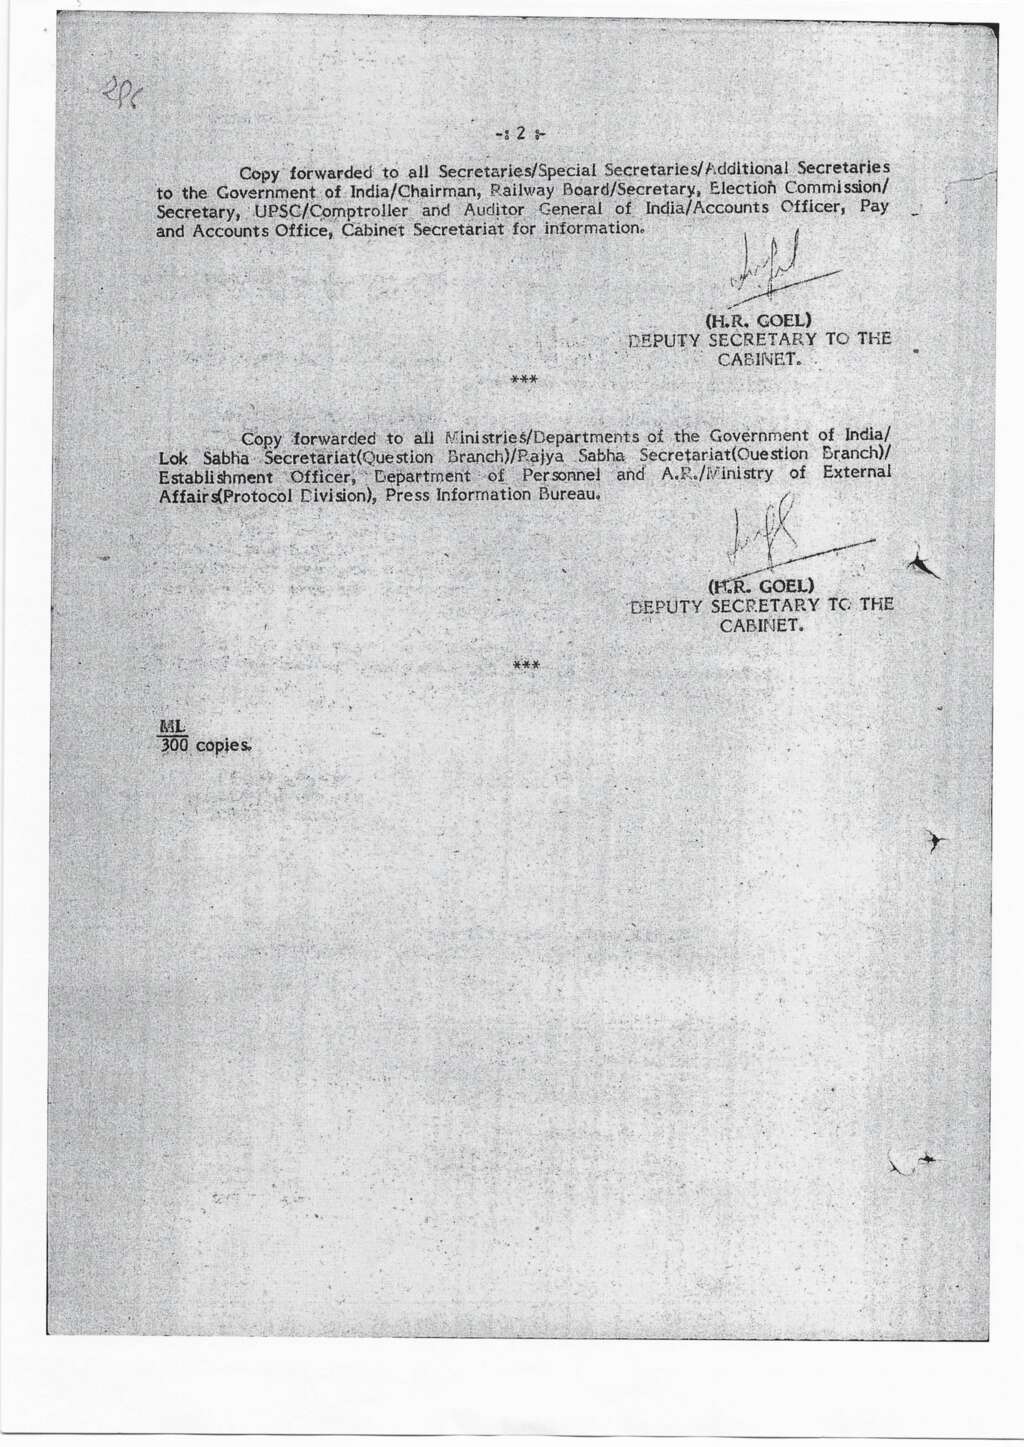 -: 2 :-
Copy forwarded to all Secretaries/Special Secretaries/Additional Secretaries
to the Government of India/Chairman, Railway Board/Secretary, Election Commission/
Secretary, UPSC/Comptroller and Auditor General of India/Accounts Officer, Pay
and Accounts Office, Cabinet Secretariat for information.
(H.R. GOEL)
DEPUTY SECRETARY TO THE
CABINET.
***
Copy forwarded to all Ministries/Departments of the Government of India/
Lok Sabha Secretariat(Question Branch)/Rajya Sabha Secretariat(Question Branch)/
Establishment Officer, Department of Personnel and A.R./Ministry of External
Affairs(Protocol Division), Press Information Bureau.
(H.R. GOEL)
DEPUTY SECRETARY TO THE
CABINET.
***
ML
300 copies.